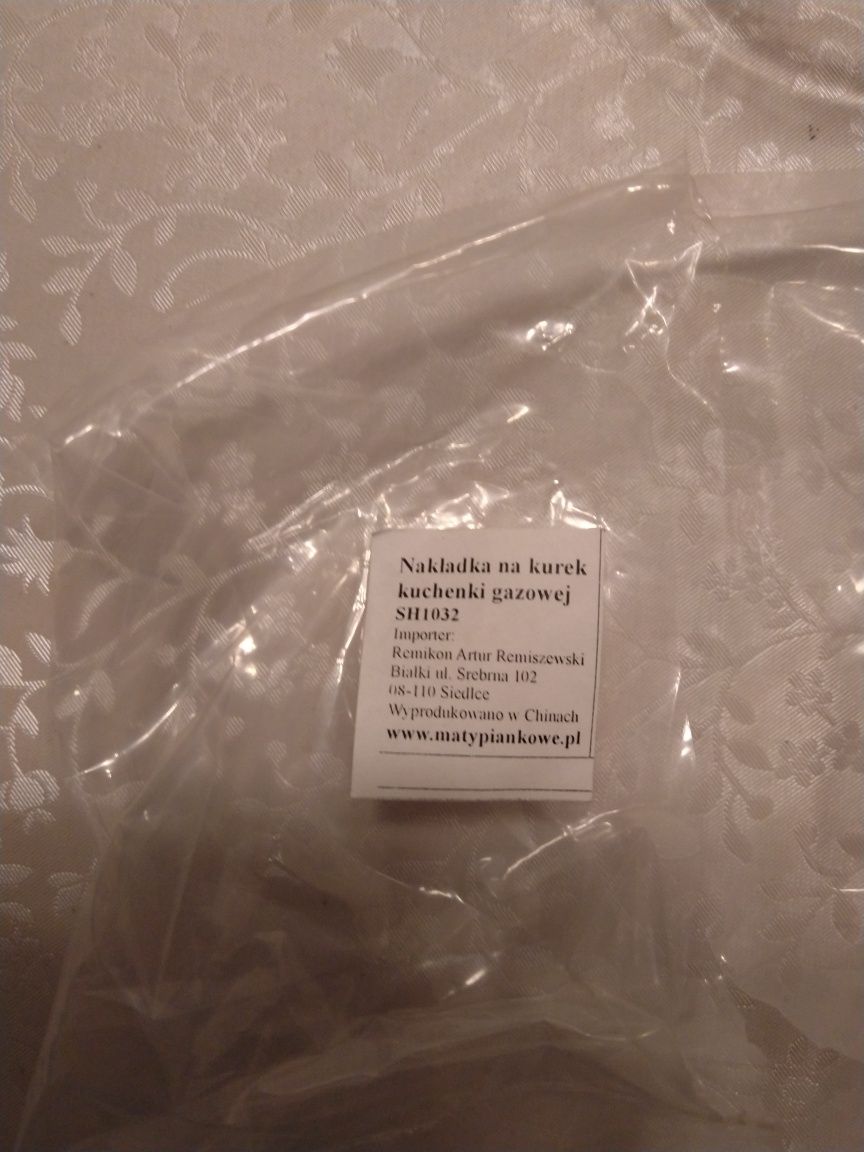 Nakładka na kurek
kuchenki gazowej
SH1032
Importer:
Remikon Artur Remiszewski
Białki ul. Srebrna 102
08-110 Siedlce
Wyprodukowano w Chinach
www.matypiankowe.pl